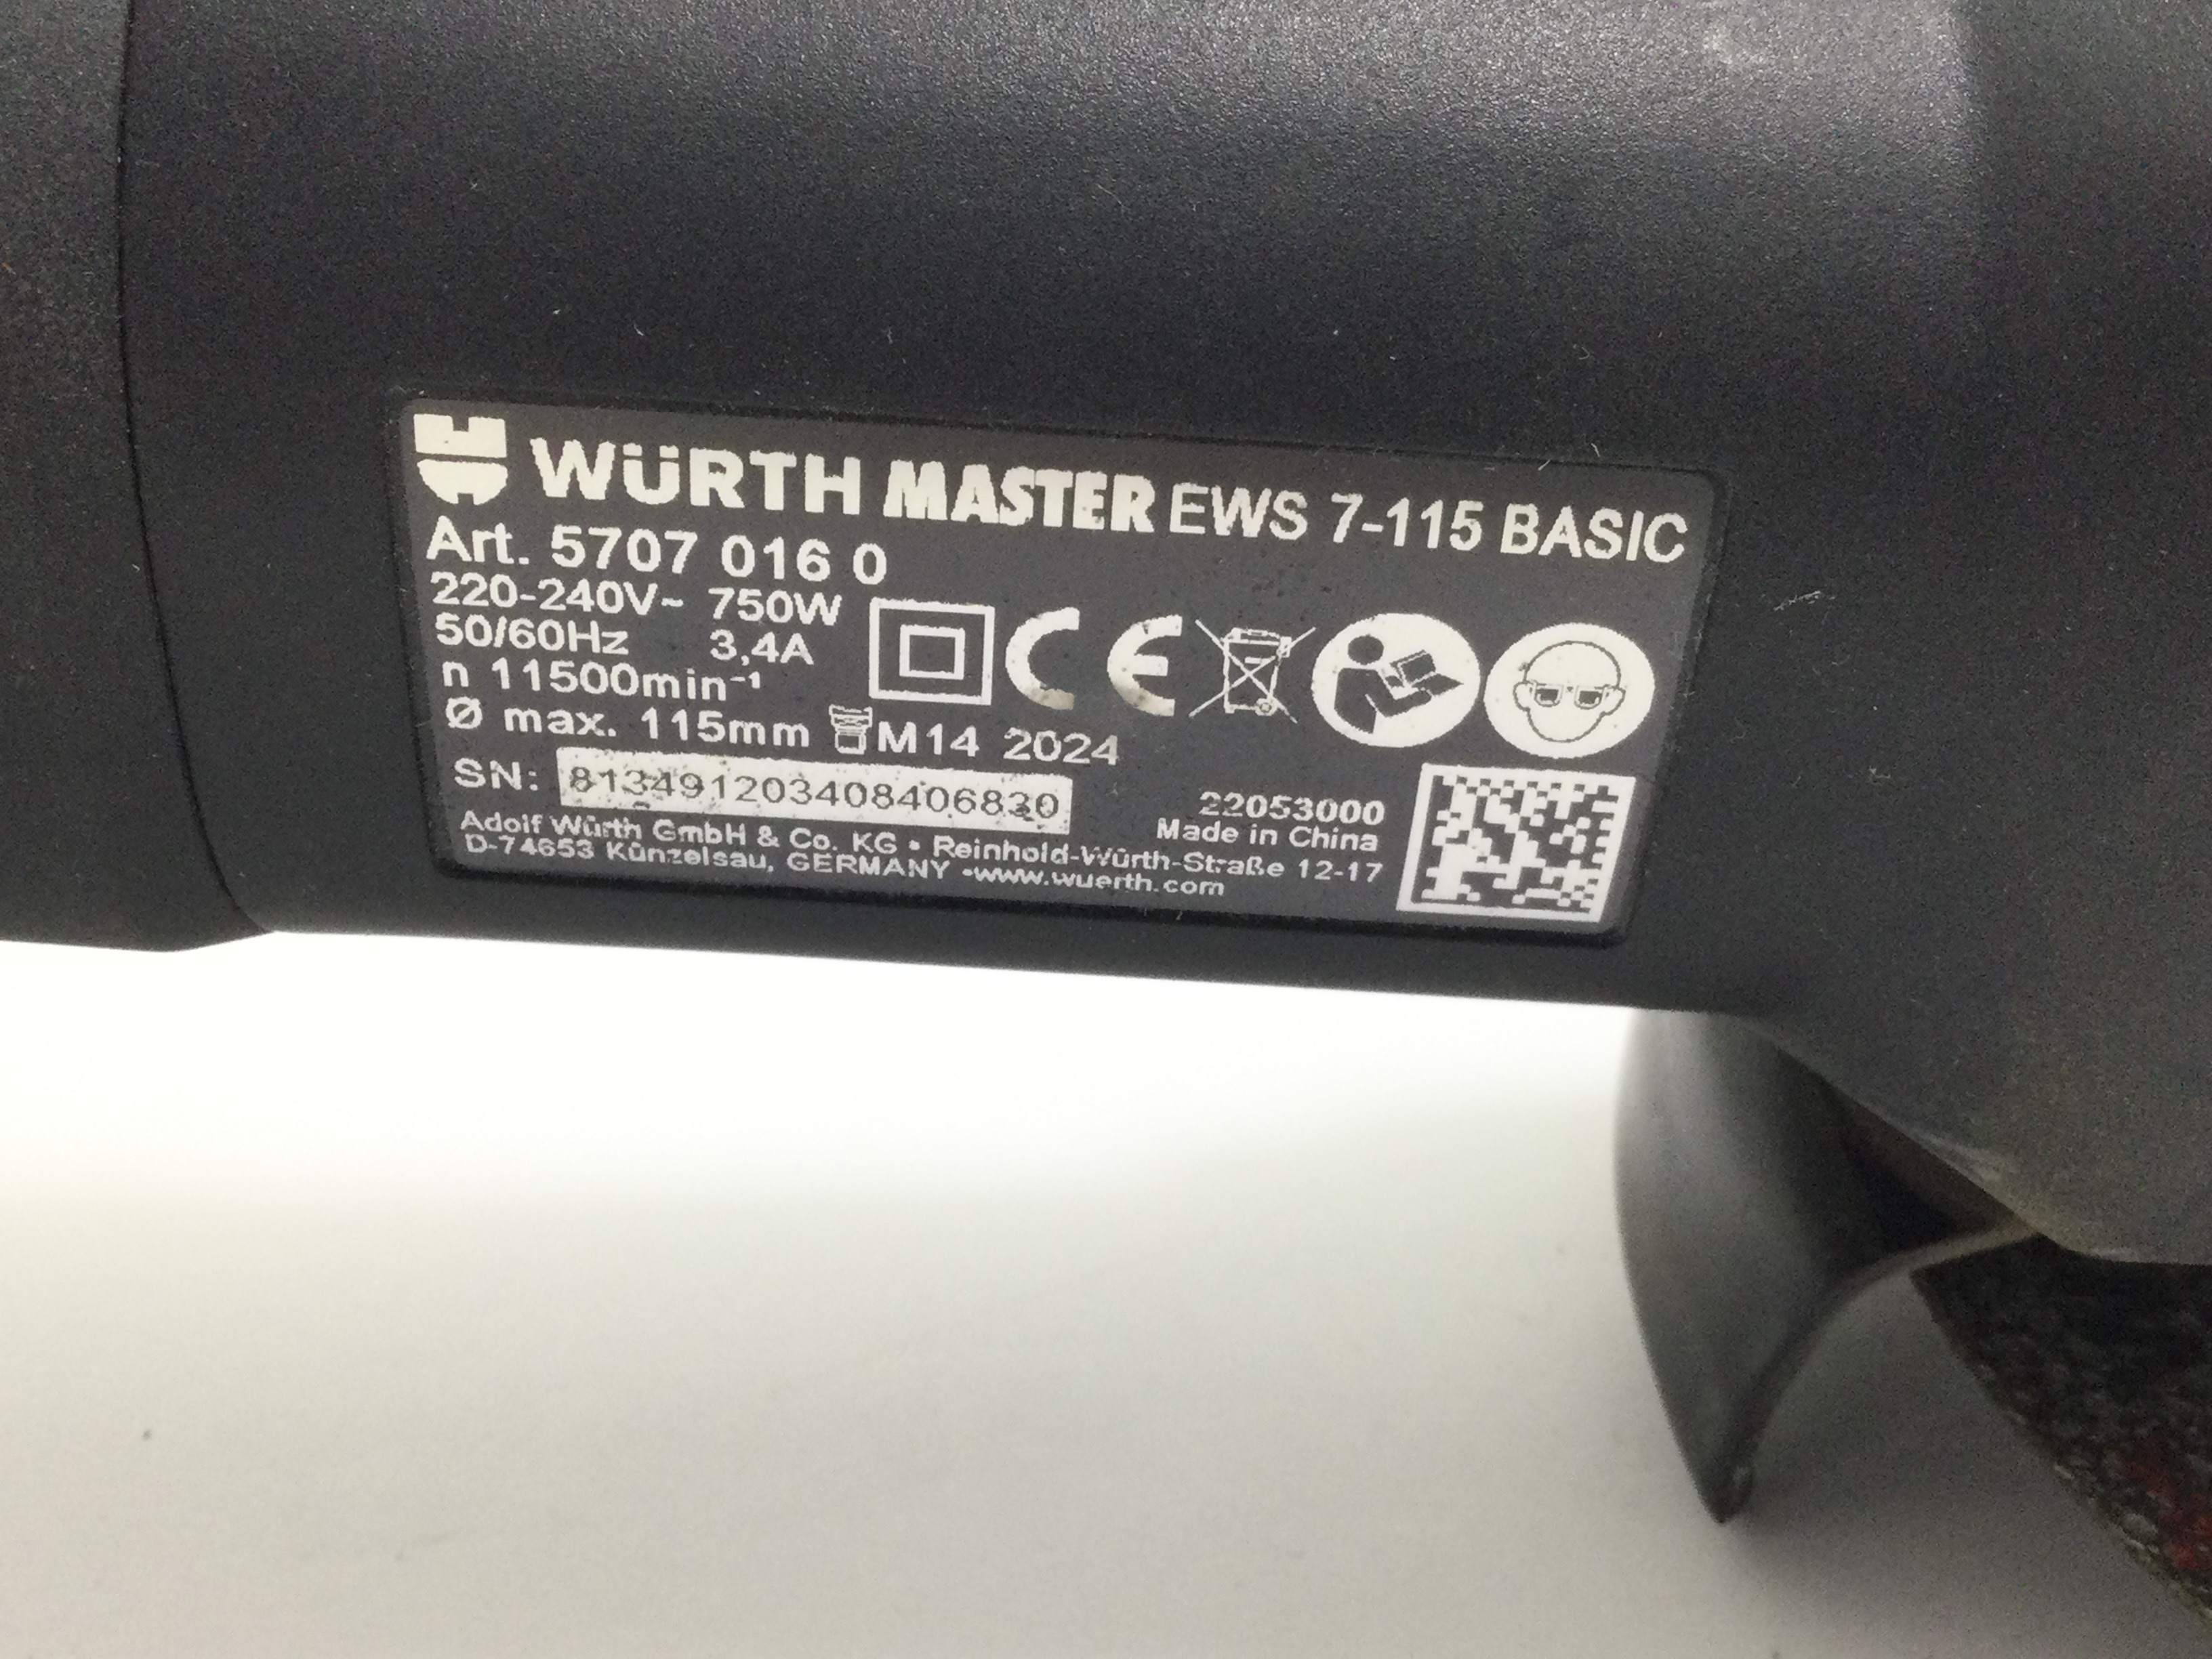 WÜRTH MASTER EWS 7-115 BASIC
Art. 5707 016 0
220-240V~ 750W
50/60Hz 3,4A
n 11500min⁻¹
Ø max. 115mm M14 2024
CE
SN: 813491203408406830
22053000
Made in China
Adolf Würth GmbH & Co. KG • Reinhold-Würth-Straße 12-17
D-74653 Künzelsau, GERMANY •www.wuerth.com